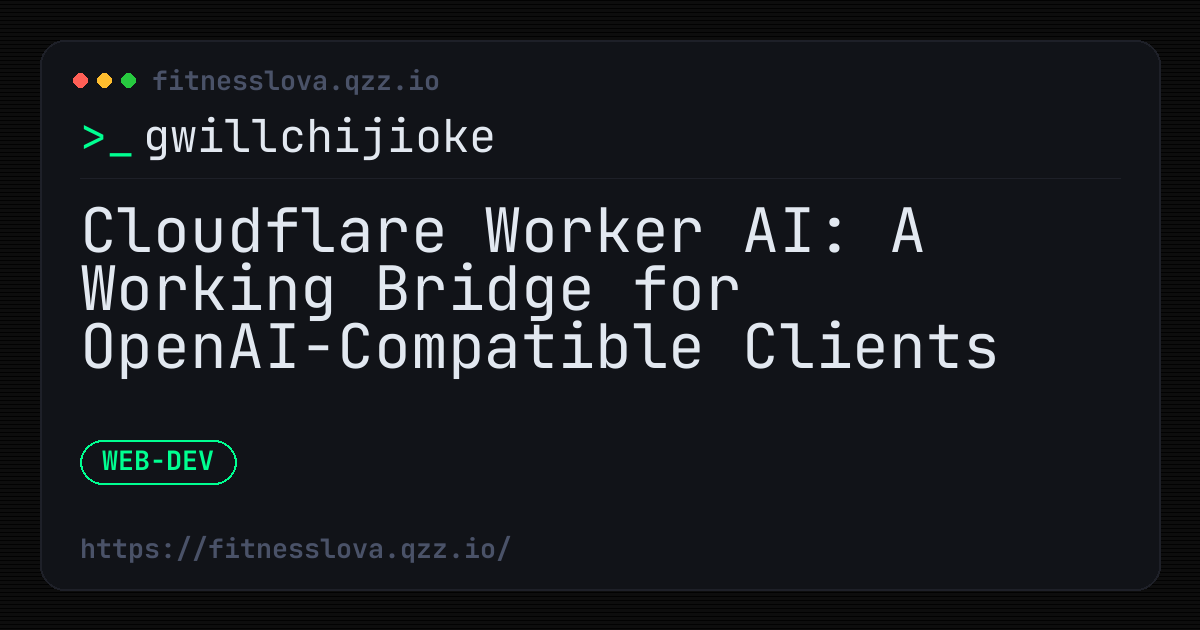 fitnesslova.qzz.io
>_ gwillchijioke
Cloudflare Worker AI: A
Working Bridge for
OpenAI-Compatible Clients
WEB-DEV
https://fitnesslova.qzz.io/